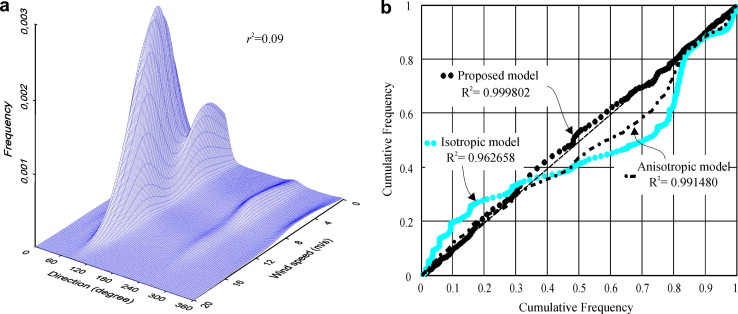 a
0,003
r²=0.09
0,002
Frequency
0,001
0
60
120
180
240
300
360
Direction (degree)
20
16
12
8
4
0
Wind speed (m/s)
b
Cumulative Frequency
1
0.8
0.6
0.4
0.2
0
Proposed model
R²= 0.999802
Isotropic model
R²= 0.962658
Anisotropic model
R²= 0.991480
0 0.1 0.2 0.3 0.4 0.5 0.6 0.7 0.8 0.9 1
Cumulative Frequency